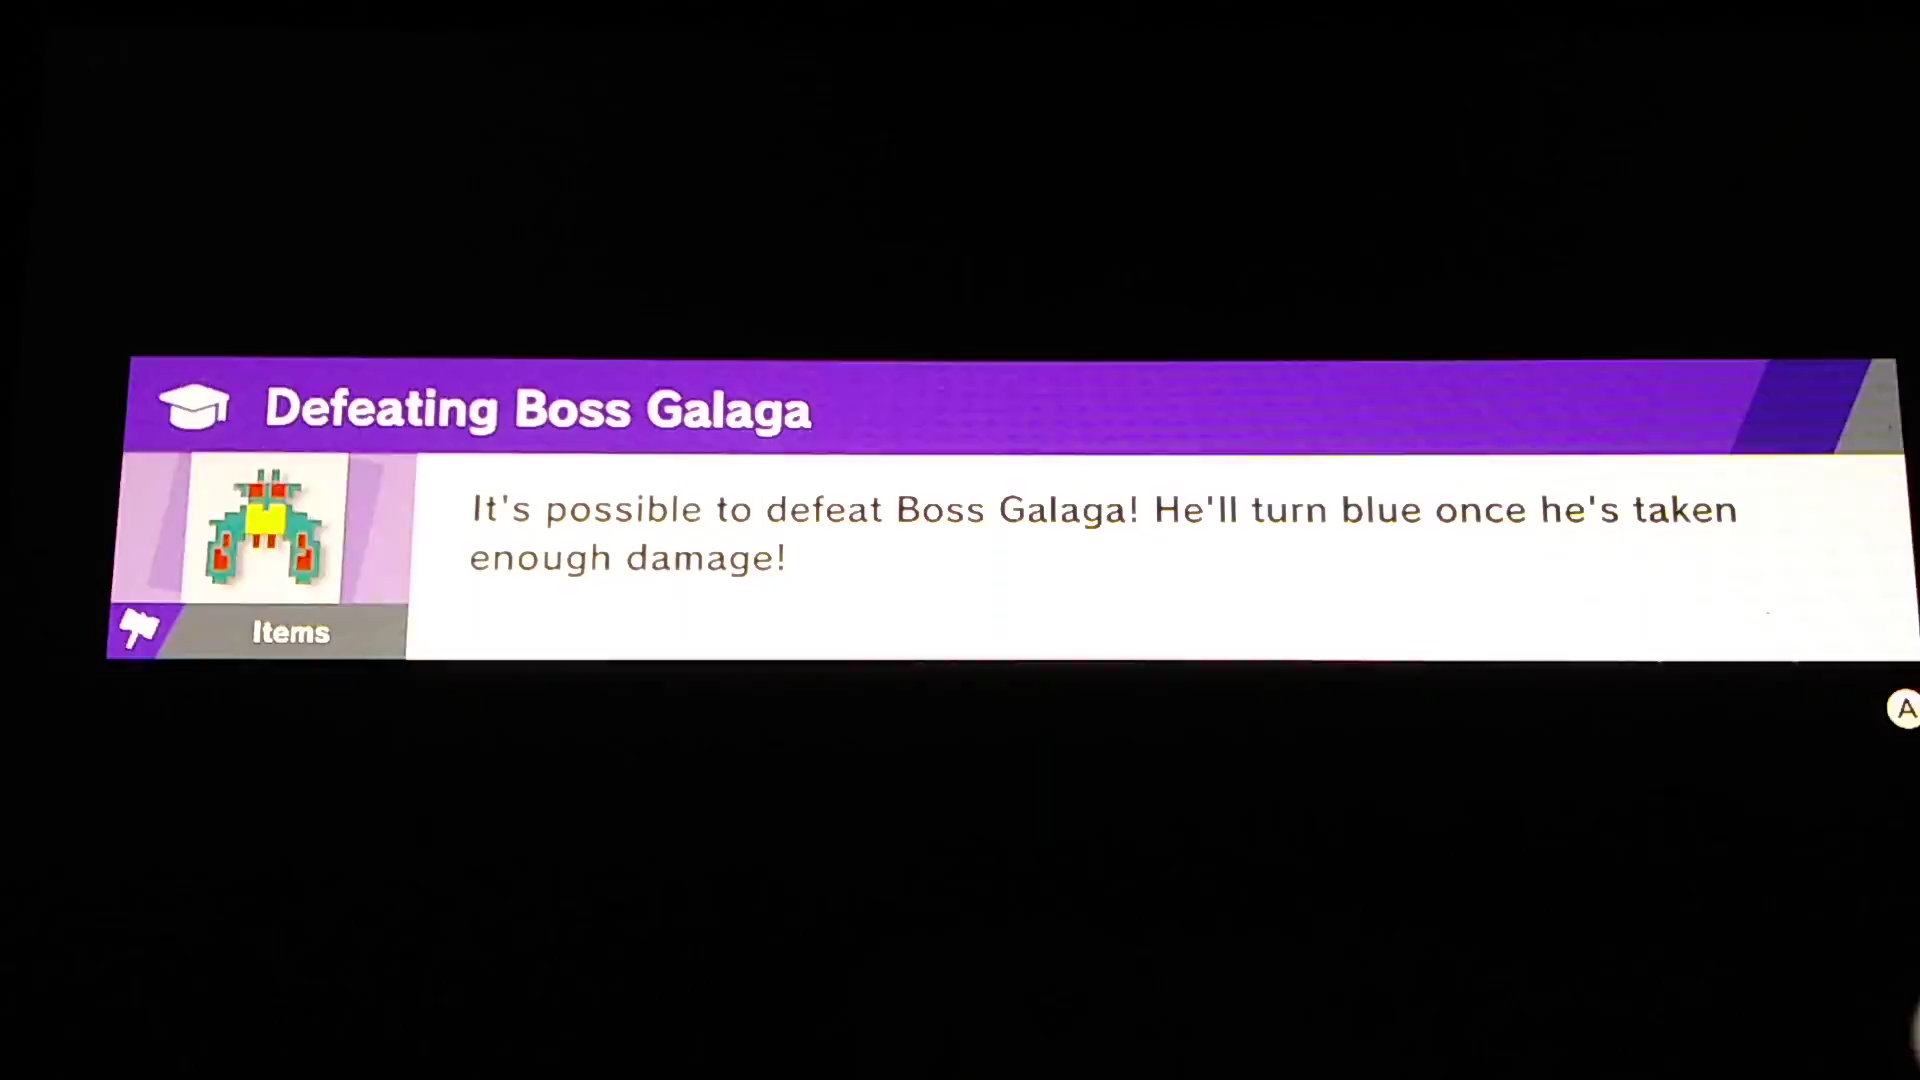 Defeating Boss Galaga
It's possible to defeat Boss Galaga! He'll turn blue once he's taken
enough damage!
Items
A